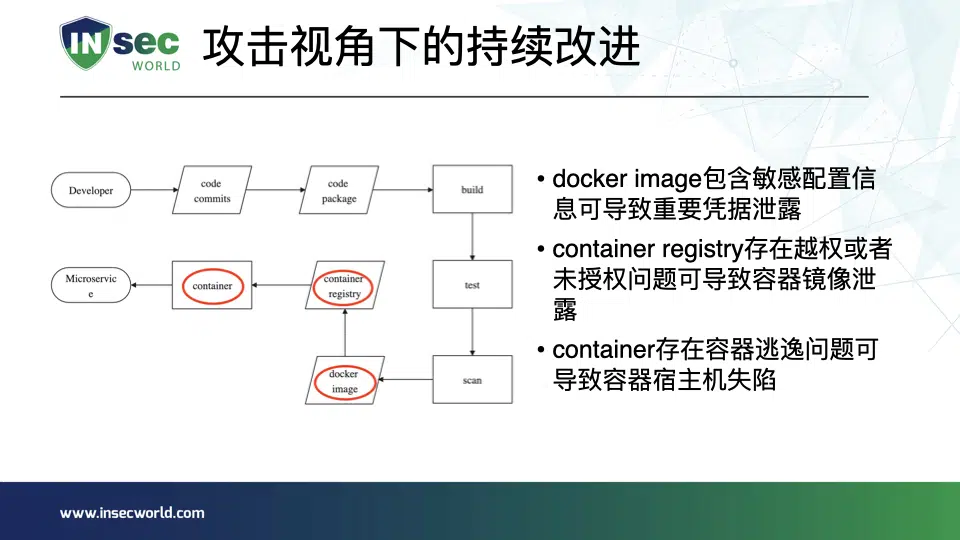 INsec
WORLD
攻击视角下的持续改进
Developer
code
commits
code
package
build
Microservic
e
container
container
registry
test
docker
image
scan
• docker image包含敏感配置信
息可导致重要凭据泄露
• container registry存在越权或者
未授权问题可导致容器镜像泄
露
• container存在容器逃逸问题可
导致容器宿主机失陷
www.insecworld.com